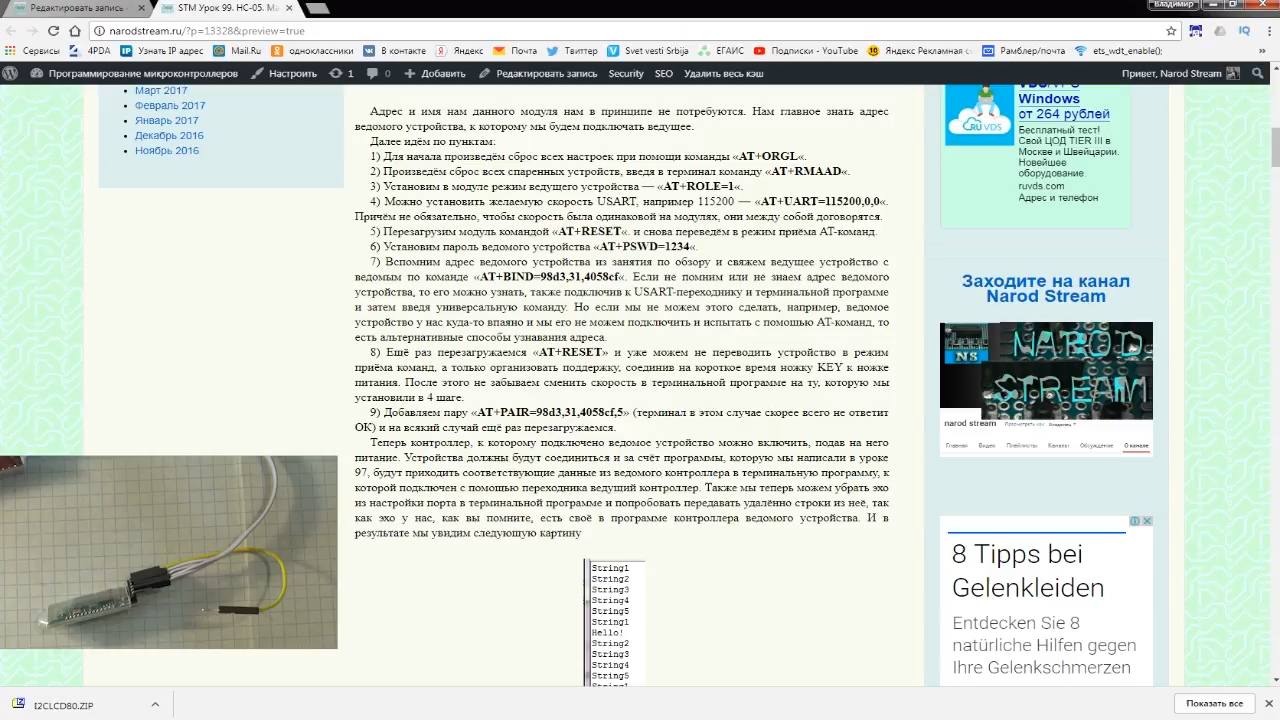 Редактировать запись
STM Урок 99. HC-05. Ма
Владимир
narodstream.ru/?p=13328&preview=true
Сервисы
4PDA
Узнать IP адрес
Mail.Ru
одноклассники
В контакте
Яндекс
Почта
Твиттер
Svet vesti Srbija
ЕГАИС
Подписки - YouTube
Яндекс Рекламная с
Рамблер/почта
ets_wdt_enable();
Программирование микроконтроллеров
Настроить
1
0
Добавить
Редактировать запись
Security
SEO
Удалить весь кэш
Привет, Narod Stream
Март 2017
Февраль 2017
Январь 2017
Декабрь 2016
Ноябрь 2016
Адрес и имя нам данного модуля нам в принципе не потребуются. Нам главное знать адрес
ведомого устройства, к которому мы будем подключать ведущее.
Далее идём по пунктам:
1) Для начала произведём сброс всех настроек при помощи команды «AT+ORGL«.
2) Произведём сброс всех спаренных устройств, введя в терминал команду «AT+RMAAD«.
3) Установим в модуле режим ведущего устройства — «AT+ROLE=1«.
4) Можно установить желаемую скорость USART, например 115200 — «AT+UART=115200,0,0«.
Причём не обязательно, чтобы скорость была одинаковой на модулях, они между собой договорятся.
5) Перезагрузим модуль командой «AT+RESET«. и снова переведём в режим приёма AT-команд.
6) Установим пароль ведомого устройства «AT+PSWD=1234«.
7) Вспомним адрес ведомого устройства из занятия по обзору и свяжем ведущее устройство с
ведомым по команде «AT+BIND=98d3,31,4058cf«. Если не помним или не знаем адрес ведомого
устройства, то его можно узнать, также подключив к USART-переходнику и терминальной программе
и затем введя универсальную команду. Но если мы не можем этого сделать, например, ведомое
устройство у нас куда-то впаяно и мы его не можем подключить и испытать с помощью AT-команд, то
есть альтернативные способы узнавания адреса.
8) Ещё раз перезагружаемся «AT+RESET» и уже можем не переводить устройство в режим
приёма команд, а только организовать поддержку, соединив на короткое время ножку KEY к ножке
питания. После этого не забываем сменить скорость в терминальной программе на ту, которую мы
установили в 4 шаге.
9) Добавляем пару «AT+PAIR=98d3,31,4058cf,5» (терминал в этом случае скорее всего не ответит
ОК) и на всякий случай ещё раз перезагружаемся.
Теперь контроллер, к которому подключено ведомое устройство можно включить, подав на него
питание. Устройства должны будут соединиться и за счёт программы, которую мы написали в уроке
97, будут приходить соответствующие данные из ведомого контроллера в терминальную программу, к
которой подключен с помощью переходника ведущий контроллер. Также мы теперь можем убрать эхо
из настройки порта в терминальной программе и попробовать передавать удалённо строки из неё, так
как эхо у нас, как вы помните, есть своё в программе контроллера ведомого устройства. И в
результате мы увидим следующую картину
String1
String2
String3
String4
String5
String1
Hello!
String2
String3
String4
String5
VDS/VPS
Windows
от 264 рублей
Бесплатный тест!
Свой ЦОД TIER III в
Москве и Швейцарии.
Новейшее
оборудование.
ruvds.com
Адрес и телефон
RUVDS
Заходите на канал
Narod Stream
NAROD
STREAM
NS
narod stream
Главная
Видео
Плейлисты
Каналы
Обсуждение
О канале
8 Tipps bei
Gelenkleiden
Entdecken Sie 8
natürliche Hilfen gegen
Ihre Gelenkschmerzen
I2CLCD80.ZIP
Показать все